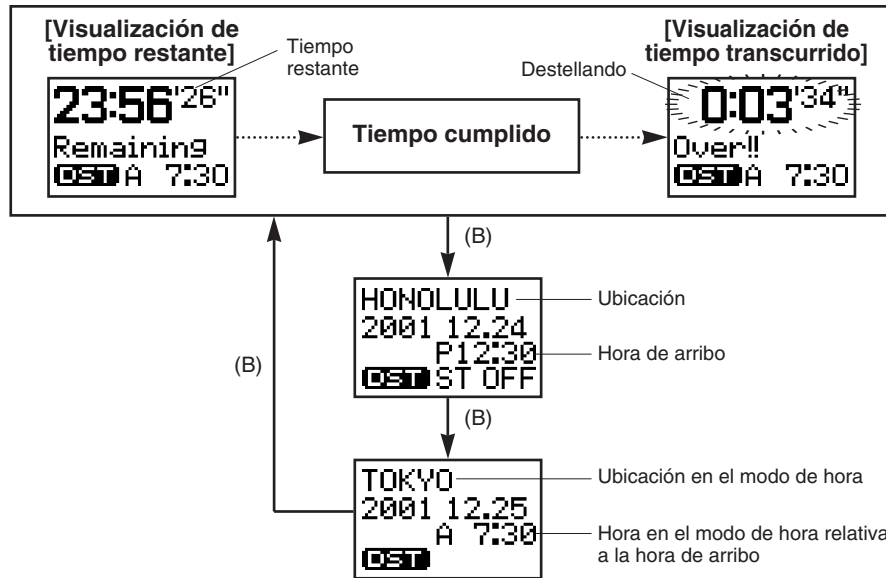 [Visualización de
tiempo restante]
Tiempo
restante
23:56'26"
Remaining
DST A 7:30
Tiempo cumplido
[Visualización de
tiempo transcurrido]
Destellando
0:03'34"
Over!!
DST A 7:30
(B)
HONOLULU
2001 12.24
P12:30
DST ST OFF
Ubicación
Hora de arribo
(B)
(B)
TOKYO
2001 12.25
A 7:30
DST
Ubicación en el modo de hora
Hora en el modo de hora relativa
a la hora de arribo